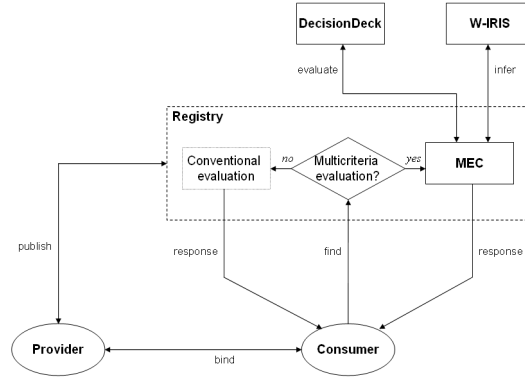 DecisionDeck
W-IRIS
evaluate
infer
Registry
Conventional
evaluation
no
Multicriteria
evaluation?
yes
MEC
publish
response
find
response
Provider
bind
Consumer